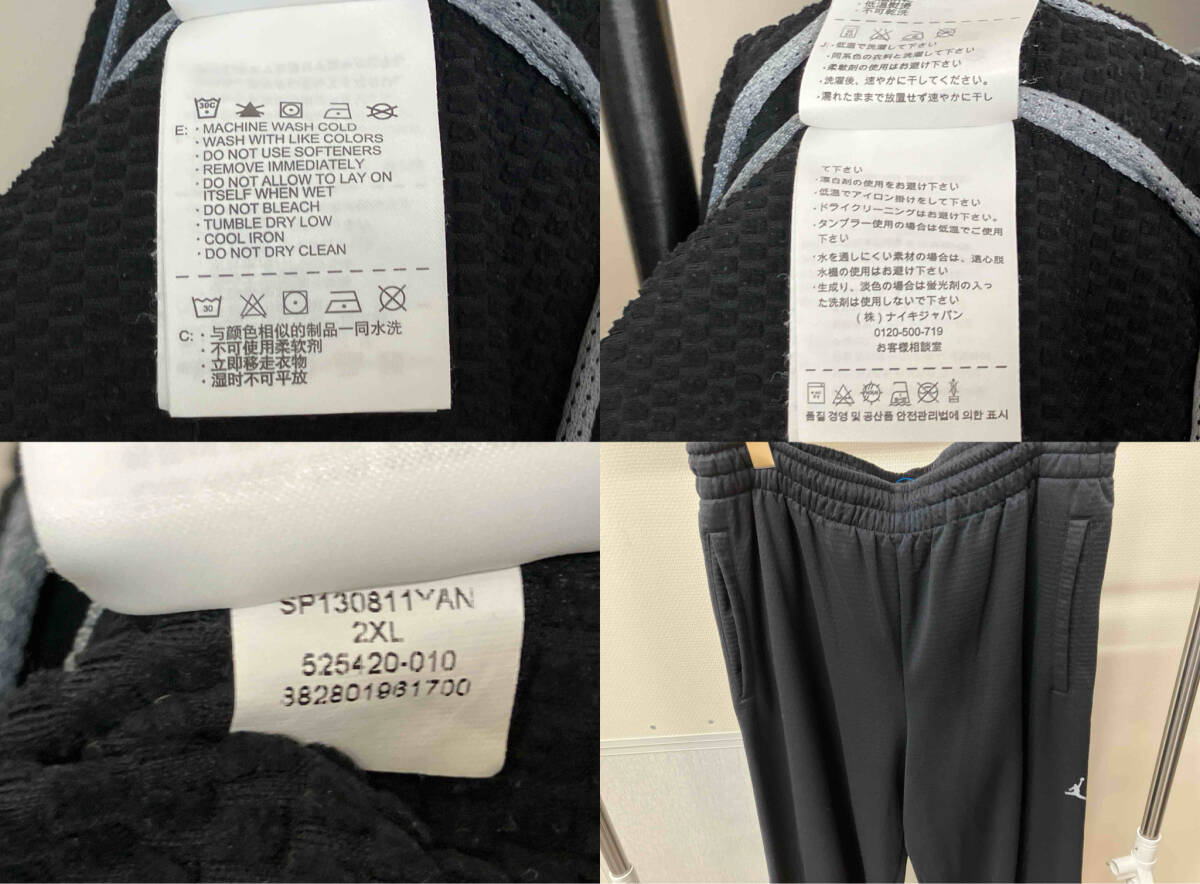 30C
E: · MACHINE WASH COLD
· WASH WITH LIKE COLORS
· DO NOT USE SOFTENERS
· REMOVE IMMEDIATELY
· DO NOT ALLOW TO LAY ON
ITSELF WHEN WET
· DO NOT BLEACH
· TUMBLE DRY LOW
· COOL IRON
· DO NOT DRY CLEAN
30
C: · 与颜色相似的制品一同水洗
· 不可使用柔软剂
· 立即移走衣物
· 湿时不可平放
· 低温熨烫
· 不可乾洗
J: · 低温で洗濯して下さい
· 同系色の衣料と洗濯して下さい
· 柔軟剤の使用はお避け下さい
· 洗濯後、速やかに干してください。
· 濡れたままで放置せず速やかに干し
て下さい
· 漂白剤の使用をお避け下さい
· 低温でアイロン掛けをして下さい
· ドライクリーニングはお避け下さい。
· タンブラー使用の場合は低温でご使用
下さい
· 水を通しにくい素材の場合は、遠心脱
水機の使用はお避け下さい
· 生成り、淡色の場合は蛍光剤の入っ
た洗剤は使用しないで下さい
(株) ナイキジャパン
0120-500-719
お客様相談室
품질 경영 및 공산품 안전관리법에 의한 표시
SP130811YAN
2XL
525420-010
882801961700